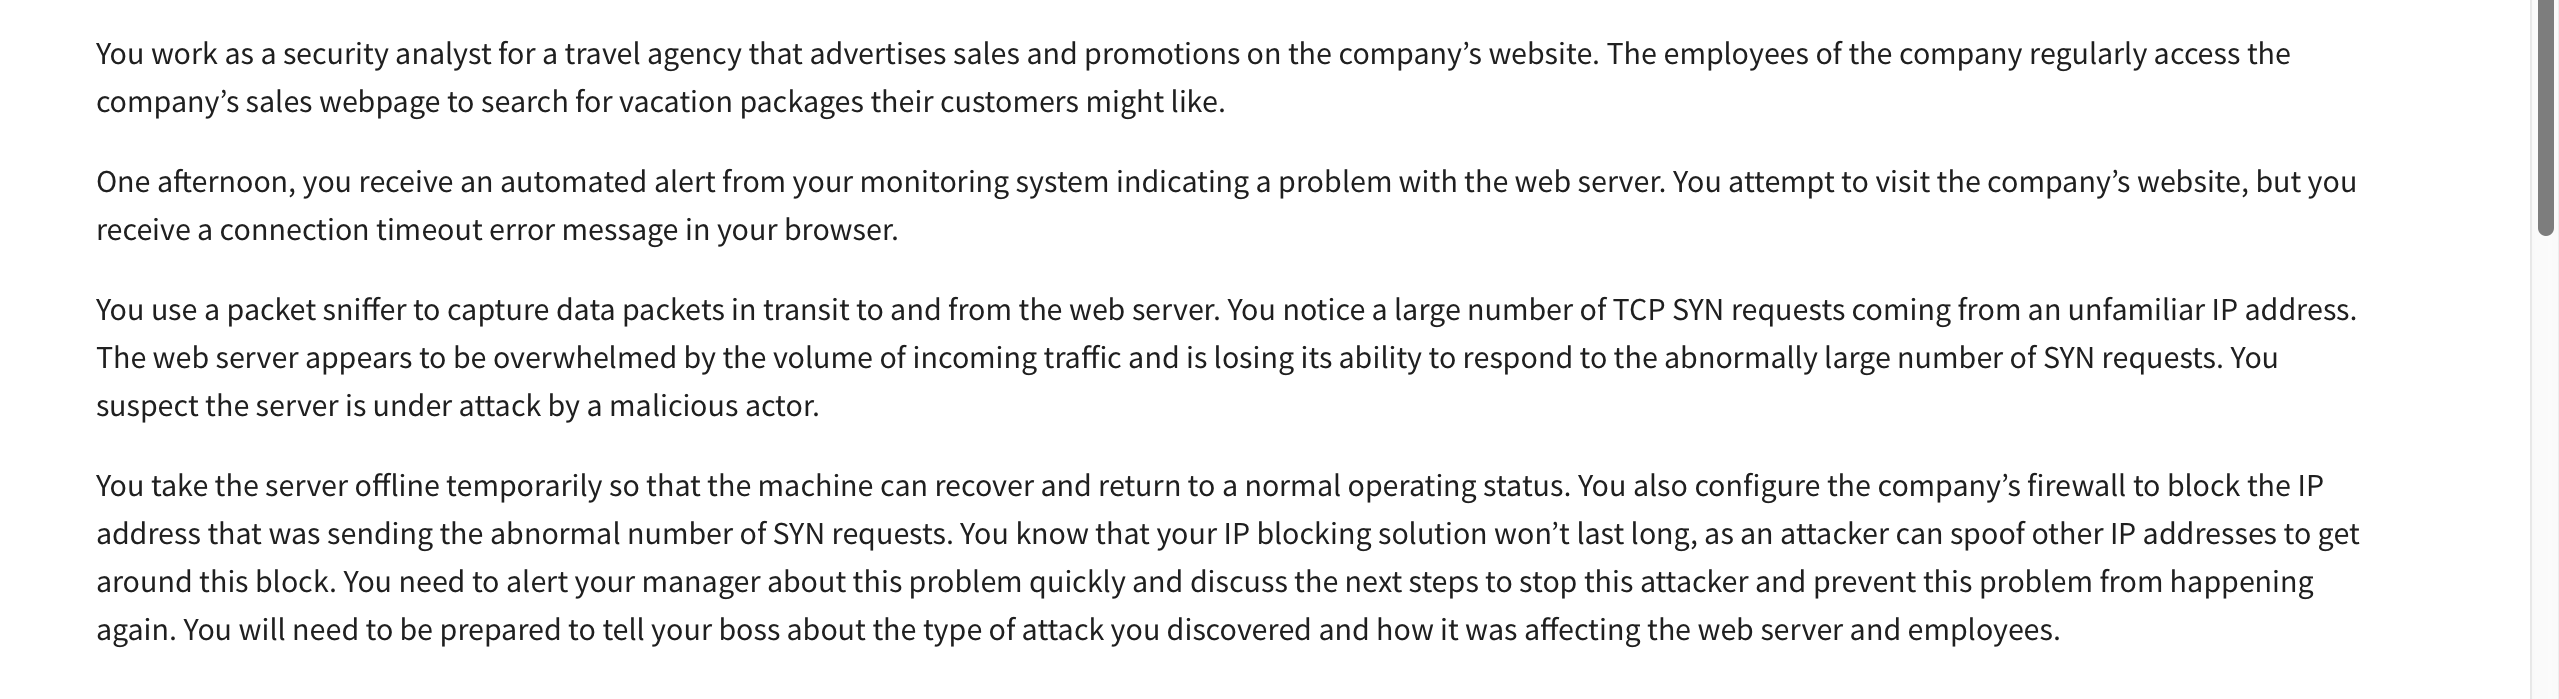 You work as a security analyst for a travel agency that advertises sales and promotions on the company’s website. The employees of the company regularly access the
company’s sales webpage to search for vacation packages their customers might like.
One afternoon, you receive an automated alert from your monitoring system indicating a problem with the web server. You attempt to visit the company’s website, but you
receive a connection timeout error message in your browser.
You use a packet sniffer to capture data packets in transit to and from the web server. You notice a large number of TCP SYN requests coming from an unfamiliar IP address.
The web server appears to be overwhelmed by the volume of incoming traffic and is losing its ability to respond to the abnormally large number of SYN requests. You
suspect the server is under attack by a malicious actor.
You take the server offline temporarily so that the machine can recover and return to a normal operating status. You also configure the company’s firewall to block the IP
address that was sending the abnormal number of SYN requests. You know that your IP blocking solution won’t last long, as an attacker can spoof other IP addresses to get
around this block. You need to alert your manager about this problem quickly and discuss the next steps to stop this attacker and prevent this problem from happening
again. You will need to be prepared to tell your boss about the type of attack you discovered and how it was affecting the web server and employees.